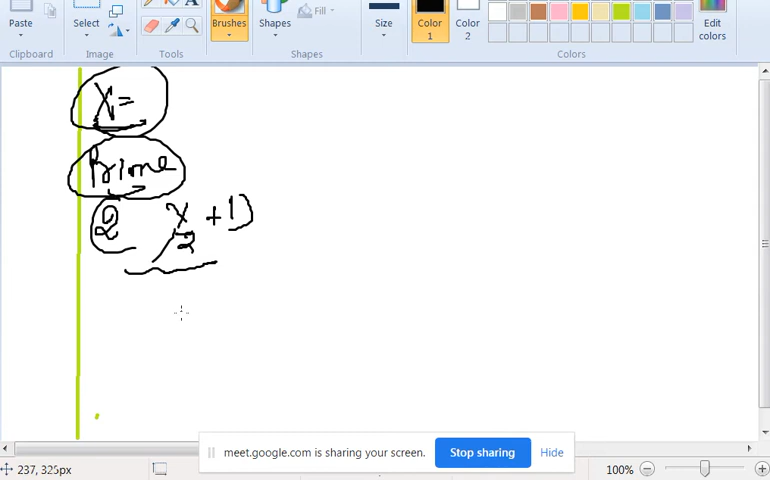 Paste
Select
Brushes
Shapes
Fill
Size
Color 1
Color 2
Edit colors
Clipboard
Image
Tools
Shapes
Colors
X=
Prime
2 x/2 +1)
meet.google.com is sharing your screen. Stop sharing Hide
237, 325px
100%